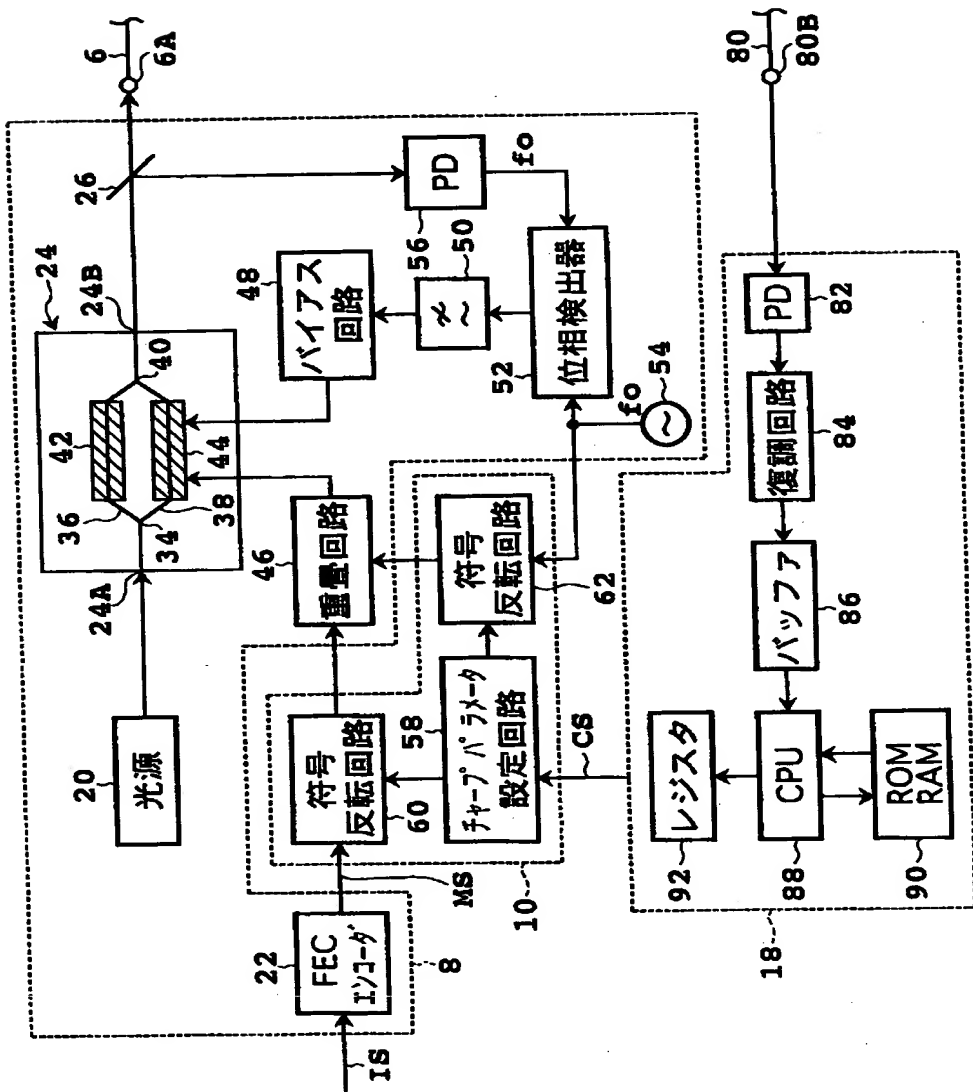 6
6A
24
24B
26
42
40
36
44
38
34
24A
20
光源
48
バイアス
回路
56
PD
fo
50
52
位相検出器
fo
54
46
重畳回路
符号
反転回路
62
符号
反転回路
60
58
チャープパラメータ
設定回路
10
CS
MS
22
FEC
エンコーダ
8
IS
80
80B
PD
82
復調回路
84
バッファ
86
レジスタ
92
CPU
88
ROM
RAM
90
18